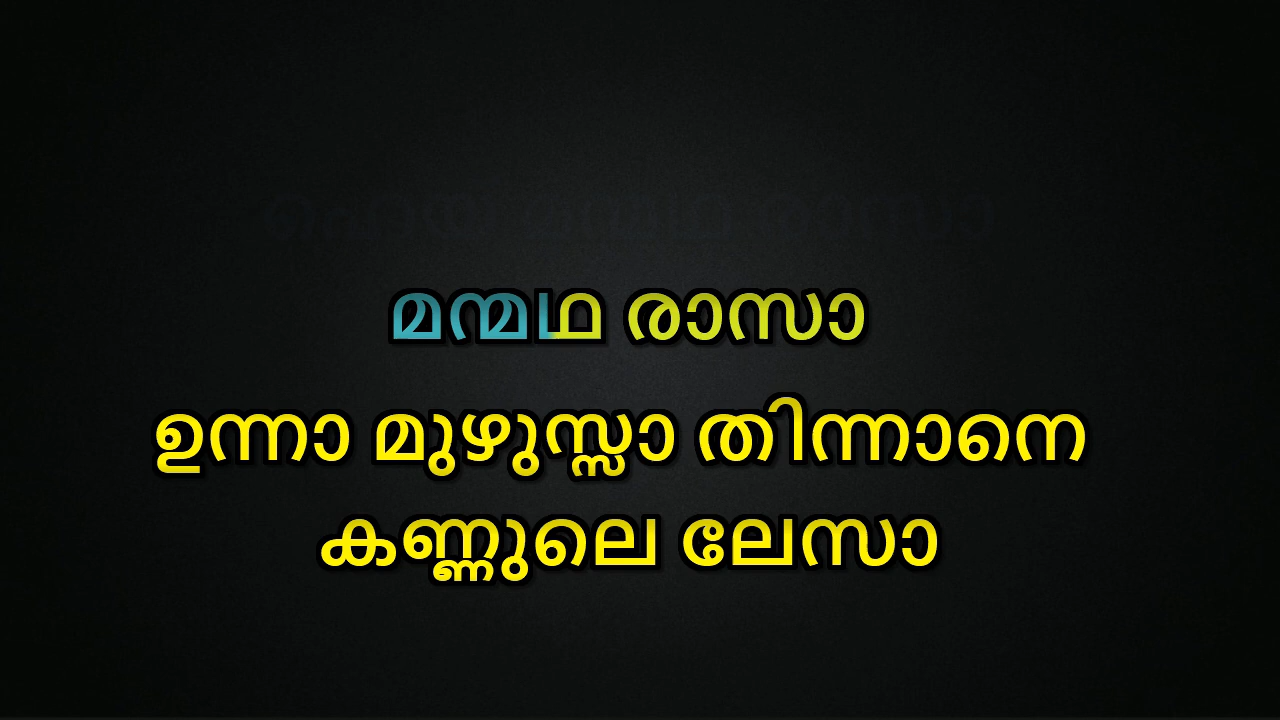 മന്മഥ രാസാ
ഉന്നാ മുഴുസ്സാ തിന്നാനെ
കണ്ണുലെ ലേസാ